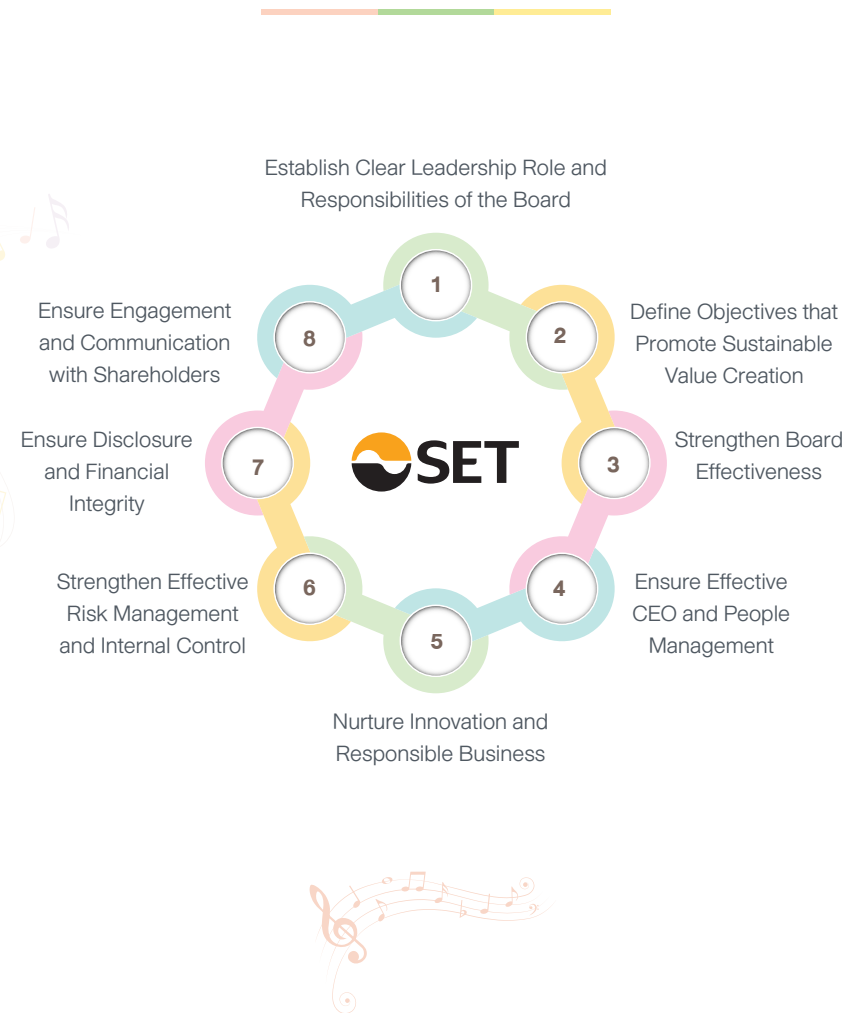 Establish Clear Leadership Role and
Responsibilities of the Board
1
2
Define Objectives that
Promote Sustainable
Value Creation
3
Strengthen Board
Effectiveness
4
Ensure Effective
CEO and People
Management
5
Nurture Innovation and
Responsible Business
6
Strengthen Effective
Risk Management
and Internal Control
7
Ensure Disclosure
and Financial
Integrity
8
Ensure Engagement
and Communication
with Shareholders
SET